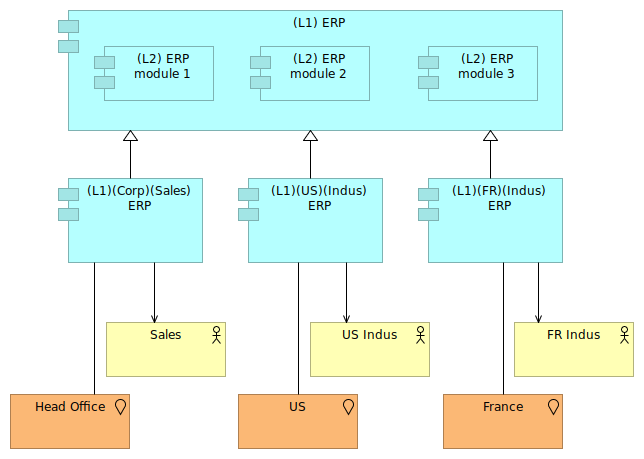 (L1) ERP
(L2) ERP
module 1
(L2) ERP
module 2
(L2) ERP
module 3
(L1)(Corp)(Sales)
ERP
(L1)(US)(Indus)
ERP
(L1)(FR)(Indus)
ERP
Sales
US Indus
FR Indus
Head Office
US
France